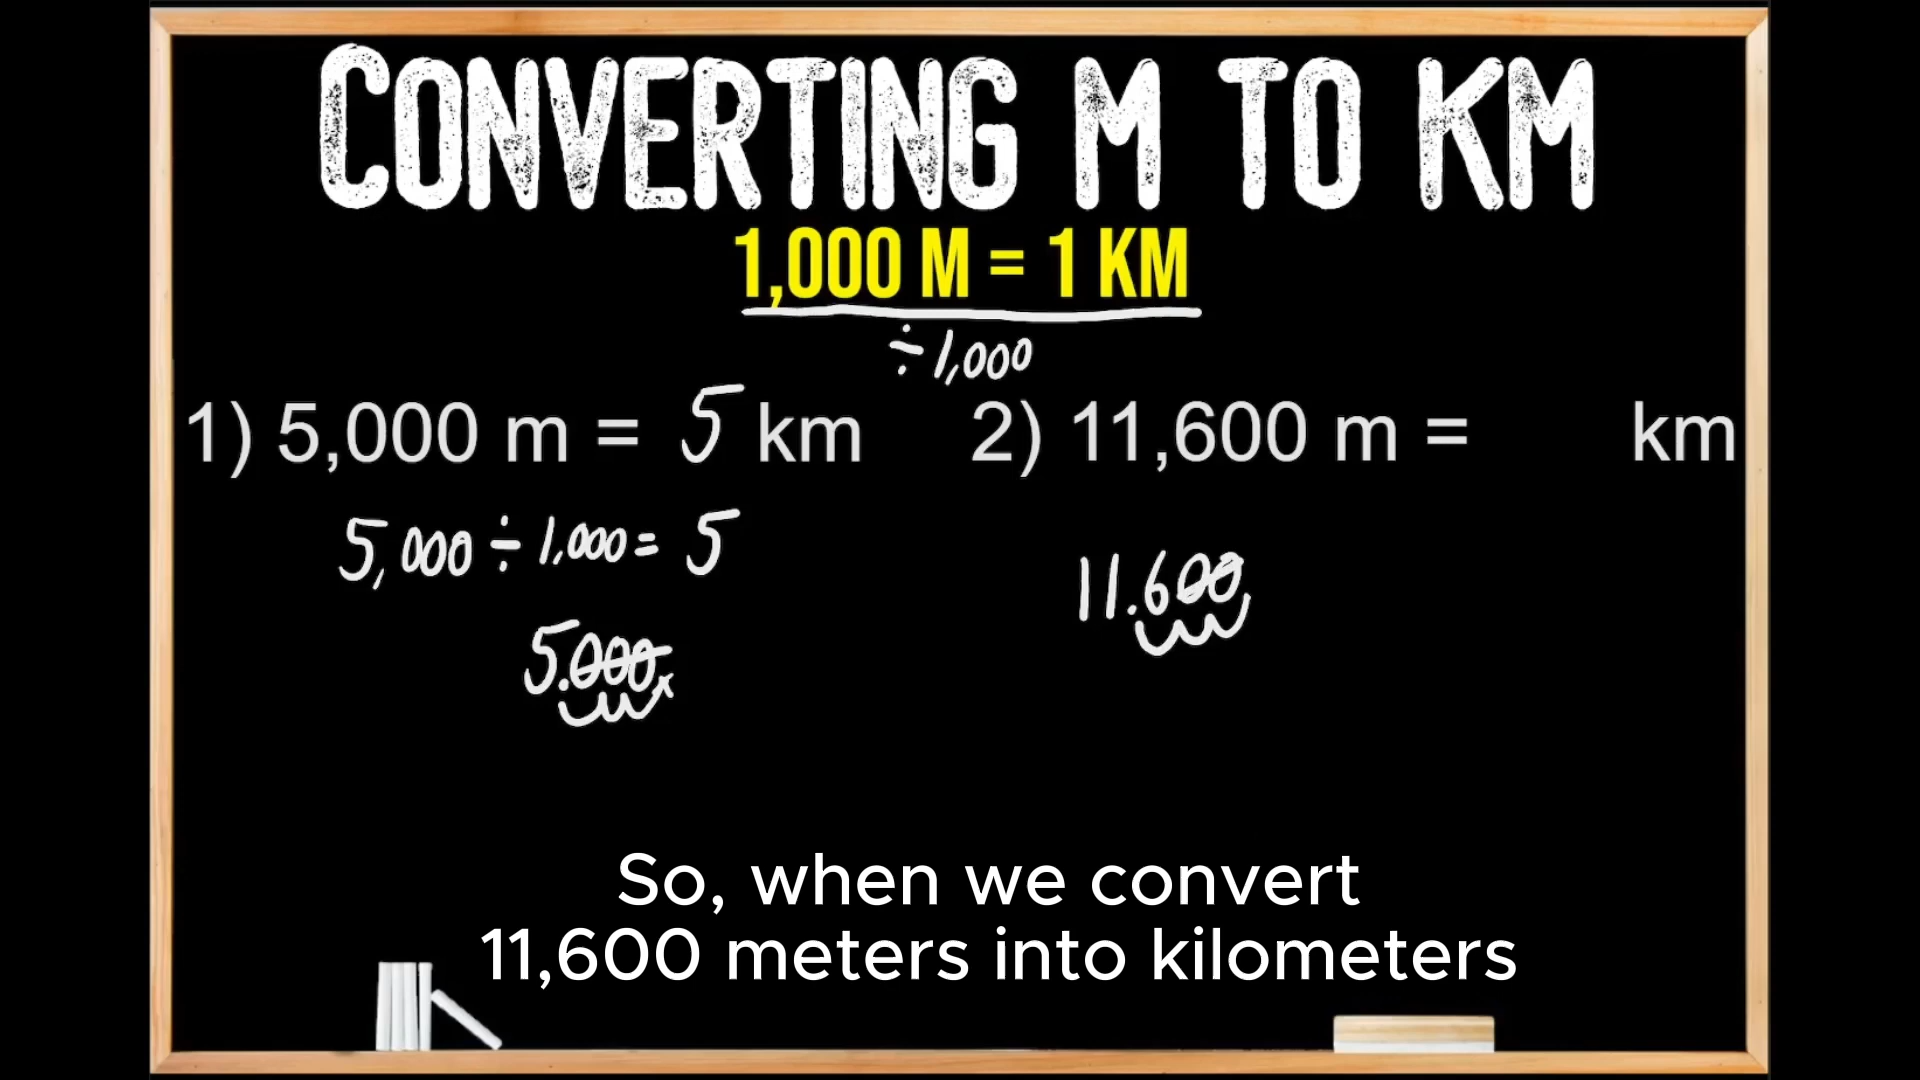 CONVERTING M TO KM
1,000 M = 1 KM
÷ 1,000
1) 5,000 m = 5 km
2) 11,600 m = km
5,000 ÷ 1,000 = 5
11.600
5.000
So, when we convert
11,600 meters into kilometers